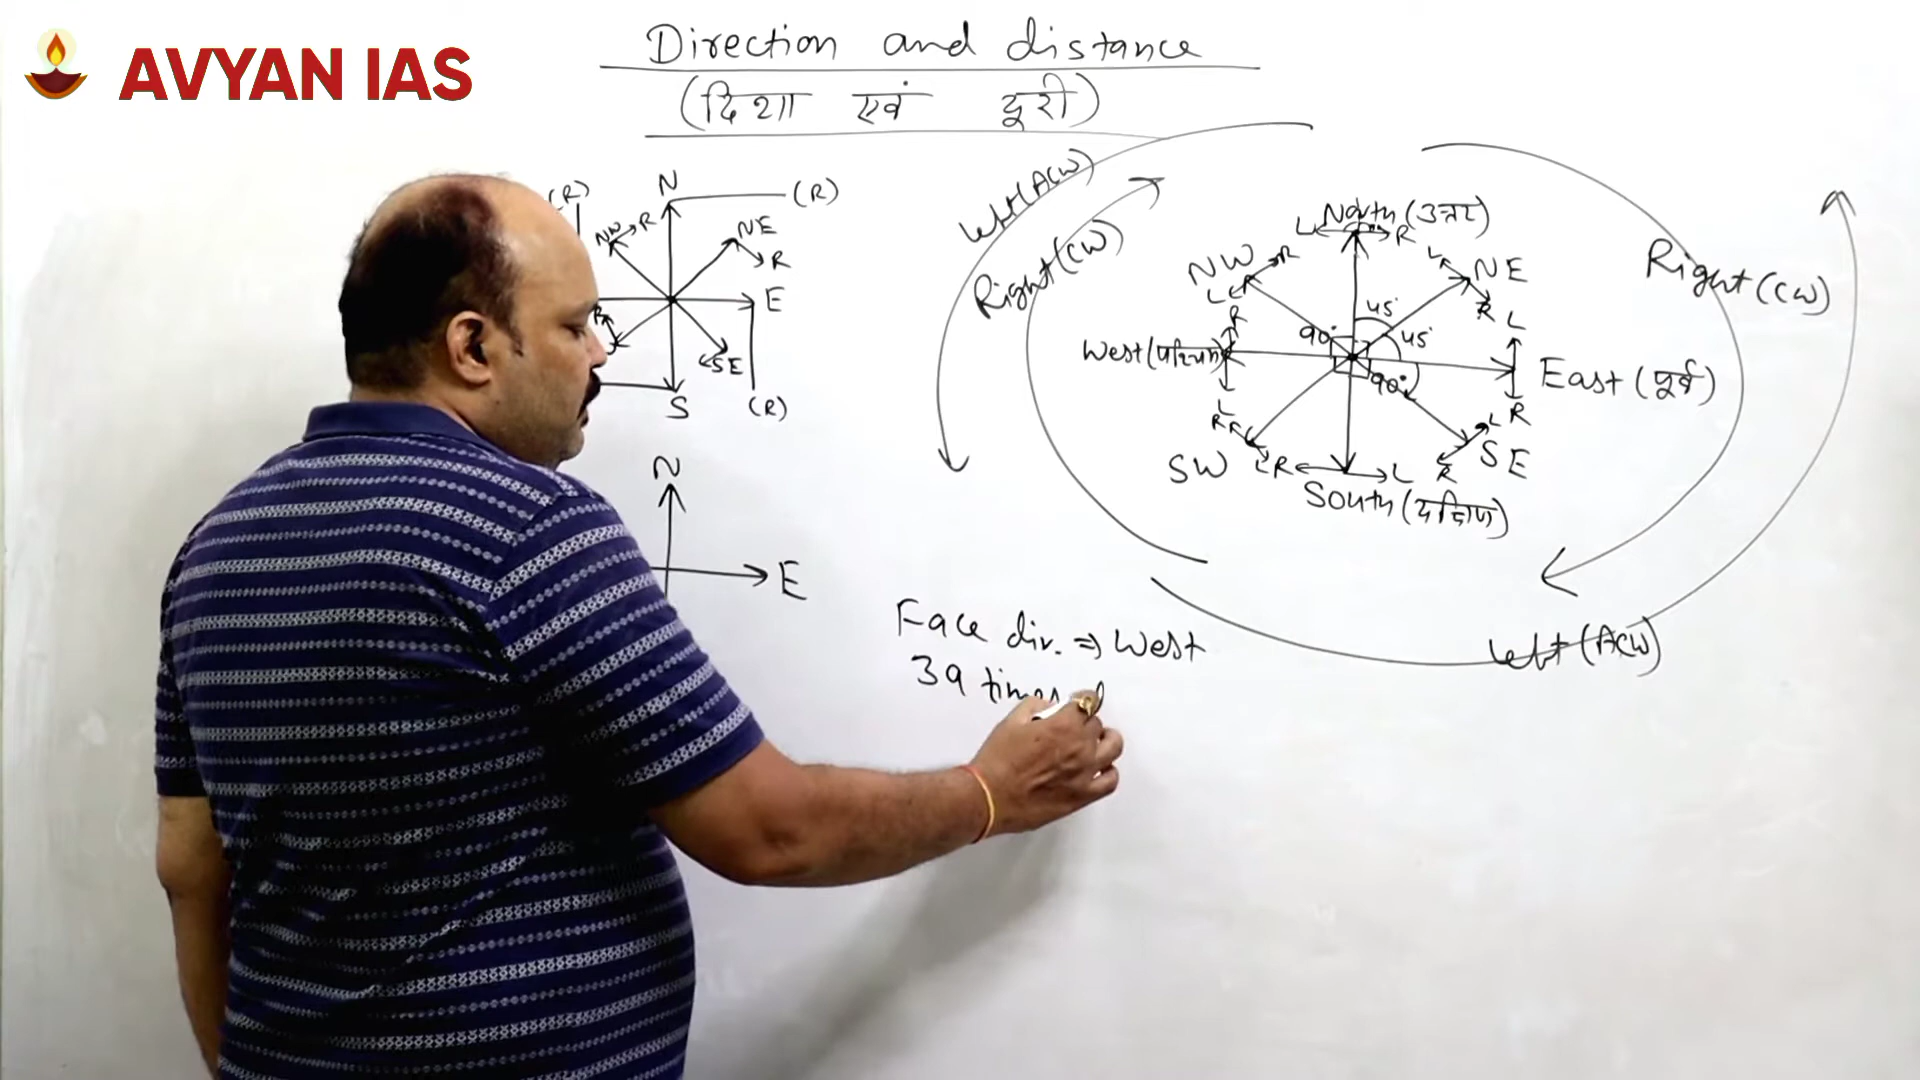 AVYAN IAS
Direction and distance
(दिशा एवं दूरी)
(R)
N
(R)
NW
R
NE
R
E
R
SE
S
(R)
N
E
Left (ACW)
Right (CW)
North (उत्तर)
L
R
NW
R
L
L
NE
R
45°
45°
90°
90°
R
West (पश्चिम)
L
L
East (पूर्व)
R
R
SW
L
R
L
L
SE
R
South (दक्षिण)
Right (CW)
Left (ACW)
Face dir. ⇒ West
39 times